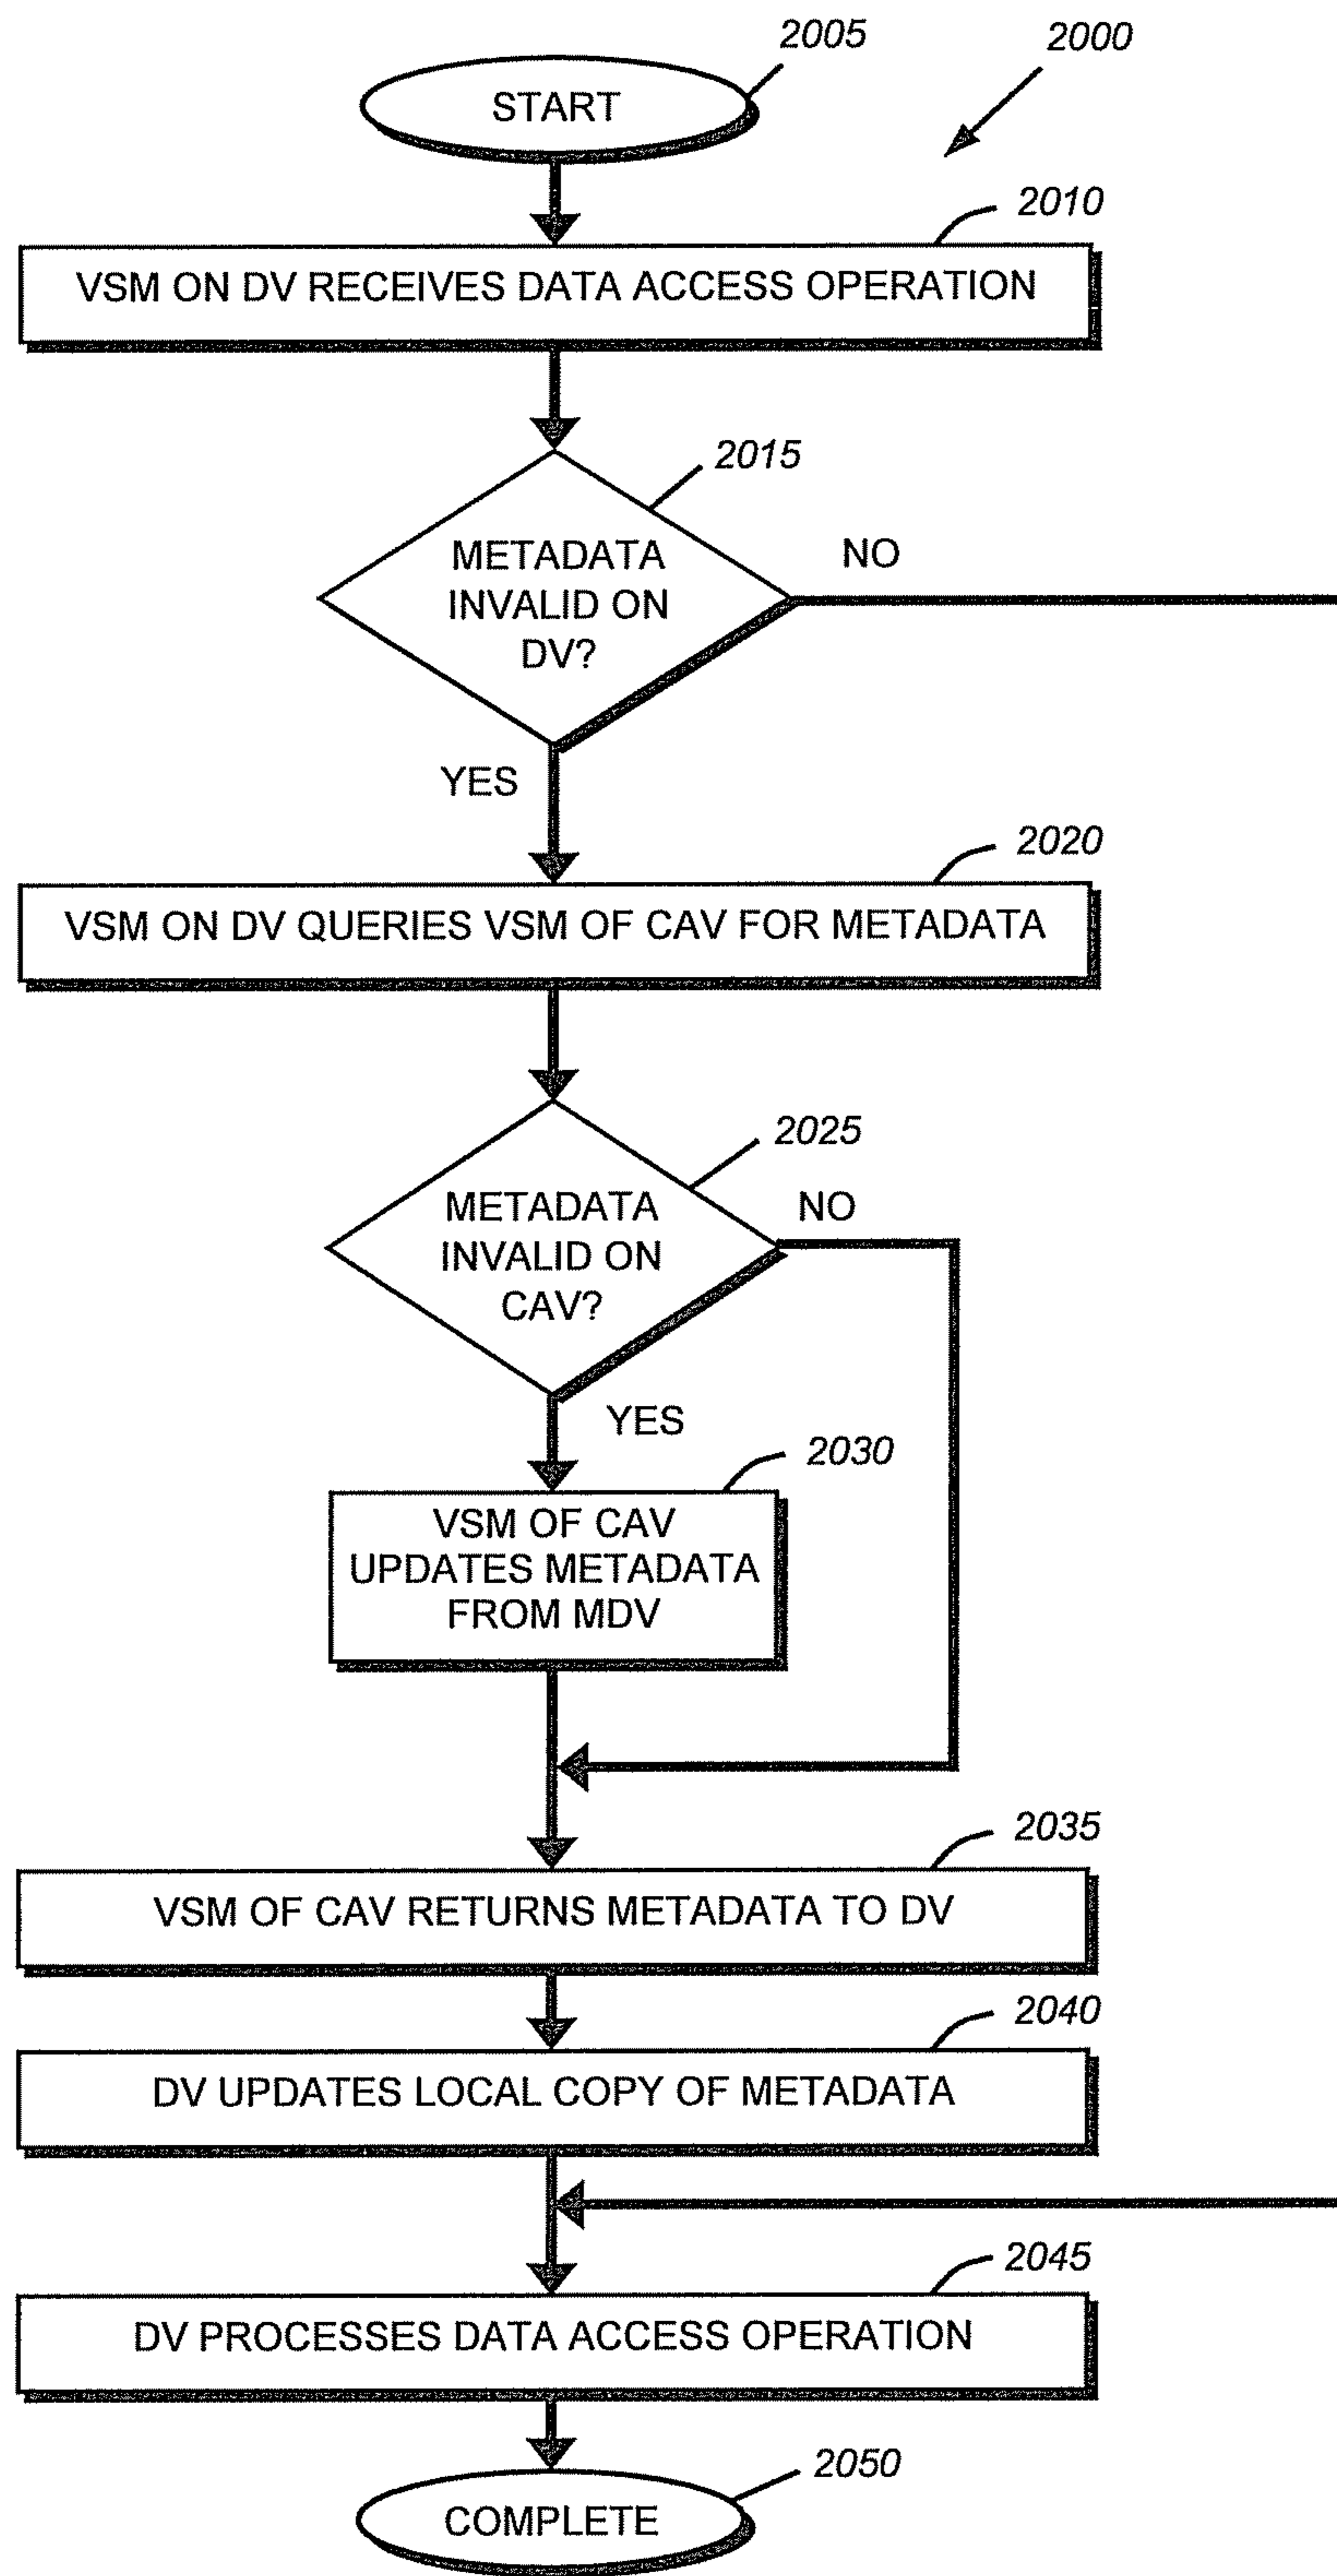 2005
2000
START
2010
VSM ON DV RECEIVES DATA ACCESS OPERATION
2015
METADATA
INVALID ON
DV?
NO
YES
2020
VSM ON DV QUERIES VSM OF CAV FOR METADATA
2025
METADATA
INVALID ON
CAV?
NO
YES
2030
VSM OF CAV
UPDATES METADATA
FROM MDV
2035
VSM OF CAV RETURNS METADATA TO DV
2040
DV UPDATES LOCAL COPY OF METADATA
2045
DV PROCESSES DATA ACCESS OPERATION
2050
COMPLETE